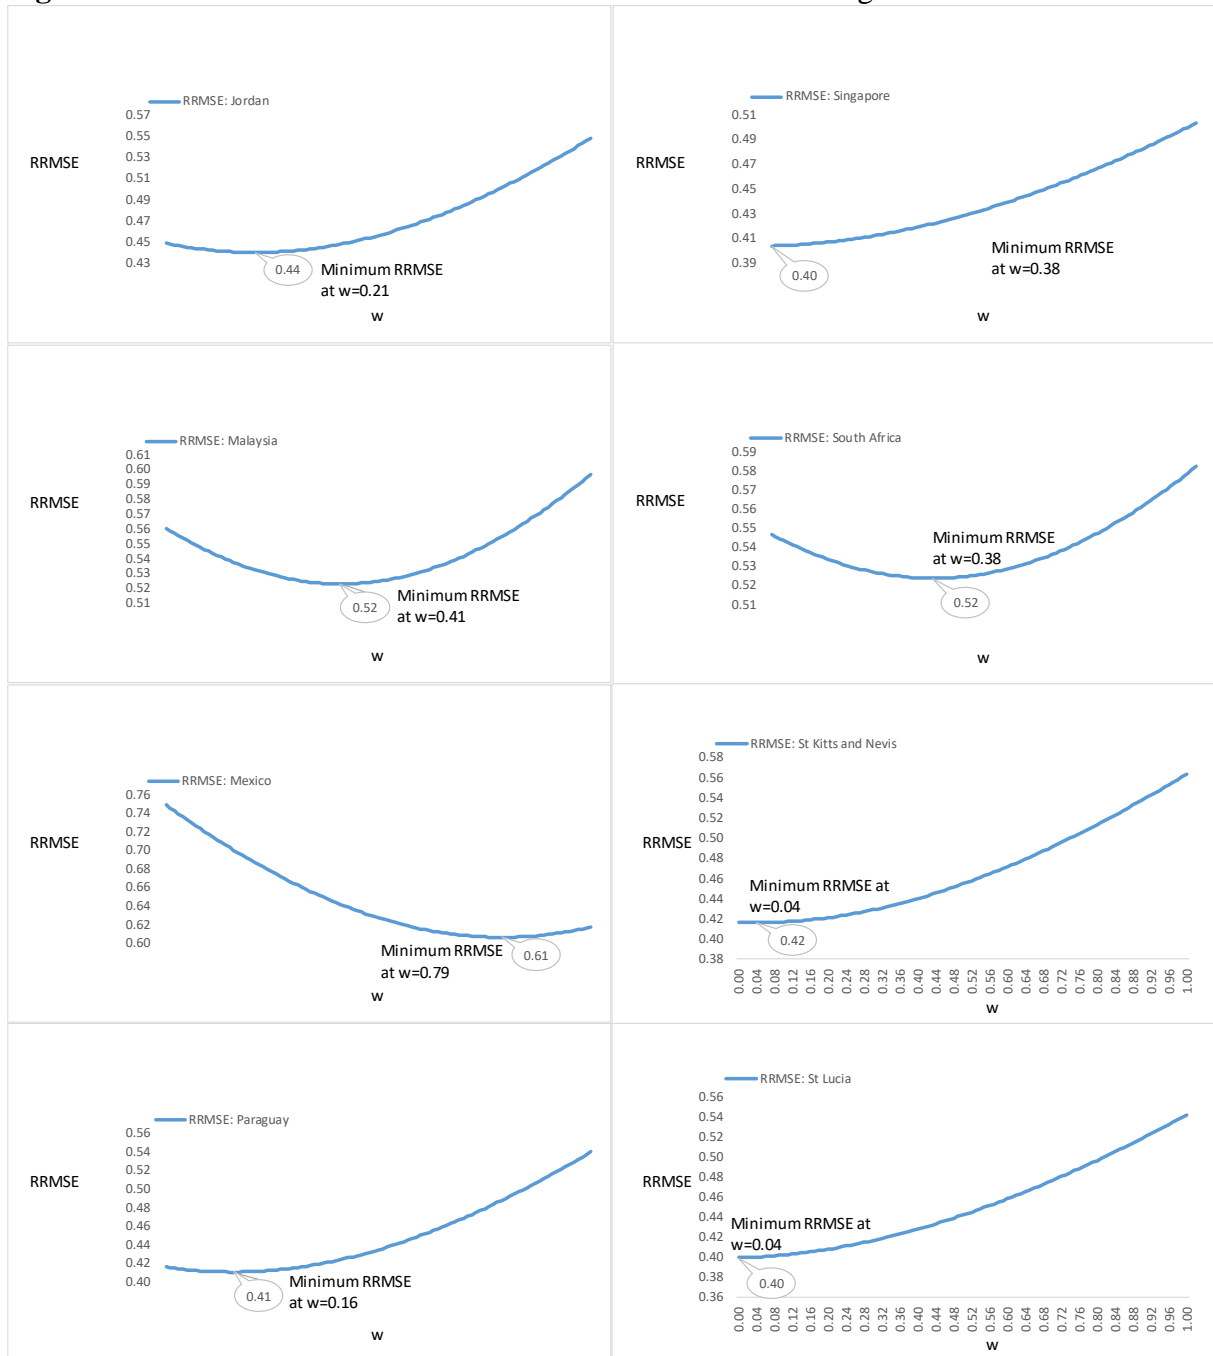 RRMSE: Jordan
0.57
0.55
0.53
0.51
0.49
0.47
0.45
0.43
RRMSE
0.44
Minimum RRMSE
at w=0.21
w
RRMSE: Singapore
0.51
0.49
0.47
0.45
0.43
0.41
0.39
RRMSE
0.40
Minimum RRMSE
at w=0.38
w
RRMSE: Malaysia
0.61
0.60
0.59
0.58
0.57
0.56
0.55
0.54
0.53
0.52
0.51
RRMSE
0.52
Minimum RRMSE
at w=0.41
w
RRMSE: South Africa
0.59
0.58
0.57
0.56
0.55
0.54
0.53
0.52
0.51
RRMSE
Minimum RRMSE
at w=0.38
0.52
w
RRMSE: Mexico
0.76
0.74
0.72
0.70
0.68
0.66
0.64
0.62
0.60
RRMSE
Minimum RRMSE
at w=0.79
0.61
w
RRMSE: St Kitts and Nevis
0.58
0.56
0.54
0.52
0.50
0.48
0.46
0.44
0.42
0.40
0.38
RRMSE
Minimum RRMSE at
w=0.04
0.42
0.00 0.04 0.08 0.12 0.16 0.20 0.24 0.28 0.32 0.36 0.40 0.44 0.48 0.52 0.56 0.60 0.64 0.68 0.72 0.76 0.80 0.84 0.88 0.92 0.96 1.00
w
RRMSE: Paraguay
0.56
0.54
0.52
0.50
0.48
0.46
0.44
0.42
0.40
RRMSE
0.41
Minimum RRMSE
at w=0.16
w
RRMSE: St Lucia
0.56
0.54
0.52
0.50
0.48
0.46
0.44
0.42
0.40
0.38
0.36
RRMSE
Minimum RRMSE at
w=0.04
0.40
0.00 0.04 0.08 0.12 0.16 0.20 0.24 0.28 0.32 0.36 0.40 0.44 0.48 0.52 0.56 0.60 0.64 0.68 0.72 0.76 0.80 0.84 0.88 0.92 0.96 1.00
w